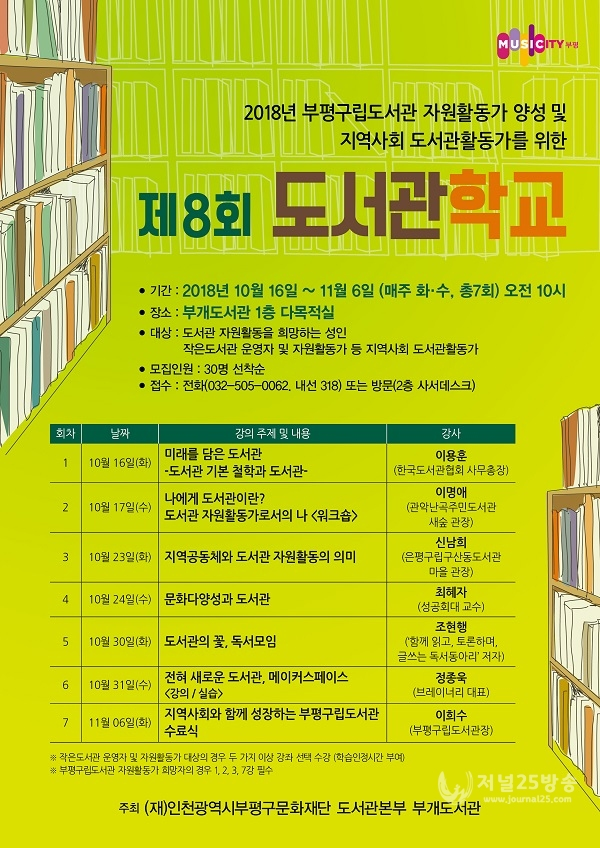 MUSICITY 부평
2018년 부평구립도서관 자원활동가 양성 및
지역사회 도서관활동가를 위한
제8회 도서관학교
• 기간 : 2018년 10월 16일 ~ 11월 6일 (매주 화·수, 총7회) 오전 10시
• 장소 : 부개도서관 1층 다목적실
• 대상 : 도서관 자원활동을 희망하는 성인
작은도서관 운영자 및 자원활동가 등 지역사회 도서관활동가
• 모집인원 : 30명 선착순
• 접수 : 전화(032-505-0062, 내선 318) 또는 방문(2층 사서데스크)
회차 날짜 강의 주제 및 내용 강사
1 10월 16일(화) 미래를 담은 도서관 이용훈
-도서관 기본 철학과 도서관- (한국도서관협회 사무총장)
2 10월 17일(수) 나에게 도서관이란? 이명애
도서관 자원활동가로서의 나 <워크숍> (관악난곡주민도서관
새숲 관장)
3 10월 23일(화) 지역공동체와 도서관 자원활동의 의미 신남희
(은평구립구산동도서관
마을 관장)
4 10월 24일(수) 문화다양성과 도서관 최혜자
(성공회대 교수)
5 10월 30일(화) 도서관의 꽃, 독서모임 조현행
('함께 읽고, 토론하며,
글쓰는 독서동아리' 저자)
6 10월 31일(수) 전혀 새로운 도서관, 메이커스페이스 정종욱
<강의 / 실습> (브레이너리 대표)
7 11월 06일(화) 지역사회와 함께 성장하는 부평구립도서관 이희수
수료식 (부평구립도서관장)
※ 작은도서관 운영자 및 자원활동가 대상의 경우 두 가지 이상 강좌 선택 수강 (학습인정시간 부여)
※ 부평구립도서관 자원활동가 희망자의 경우 1, 2, 3, 7강 필수
저널25방송
www.journal25.com
주최 (재)인천광역시부평구문화재단 도서관본부 부개도서관